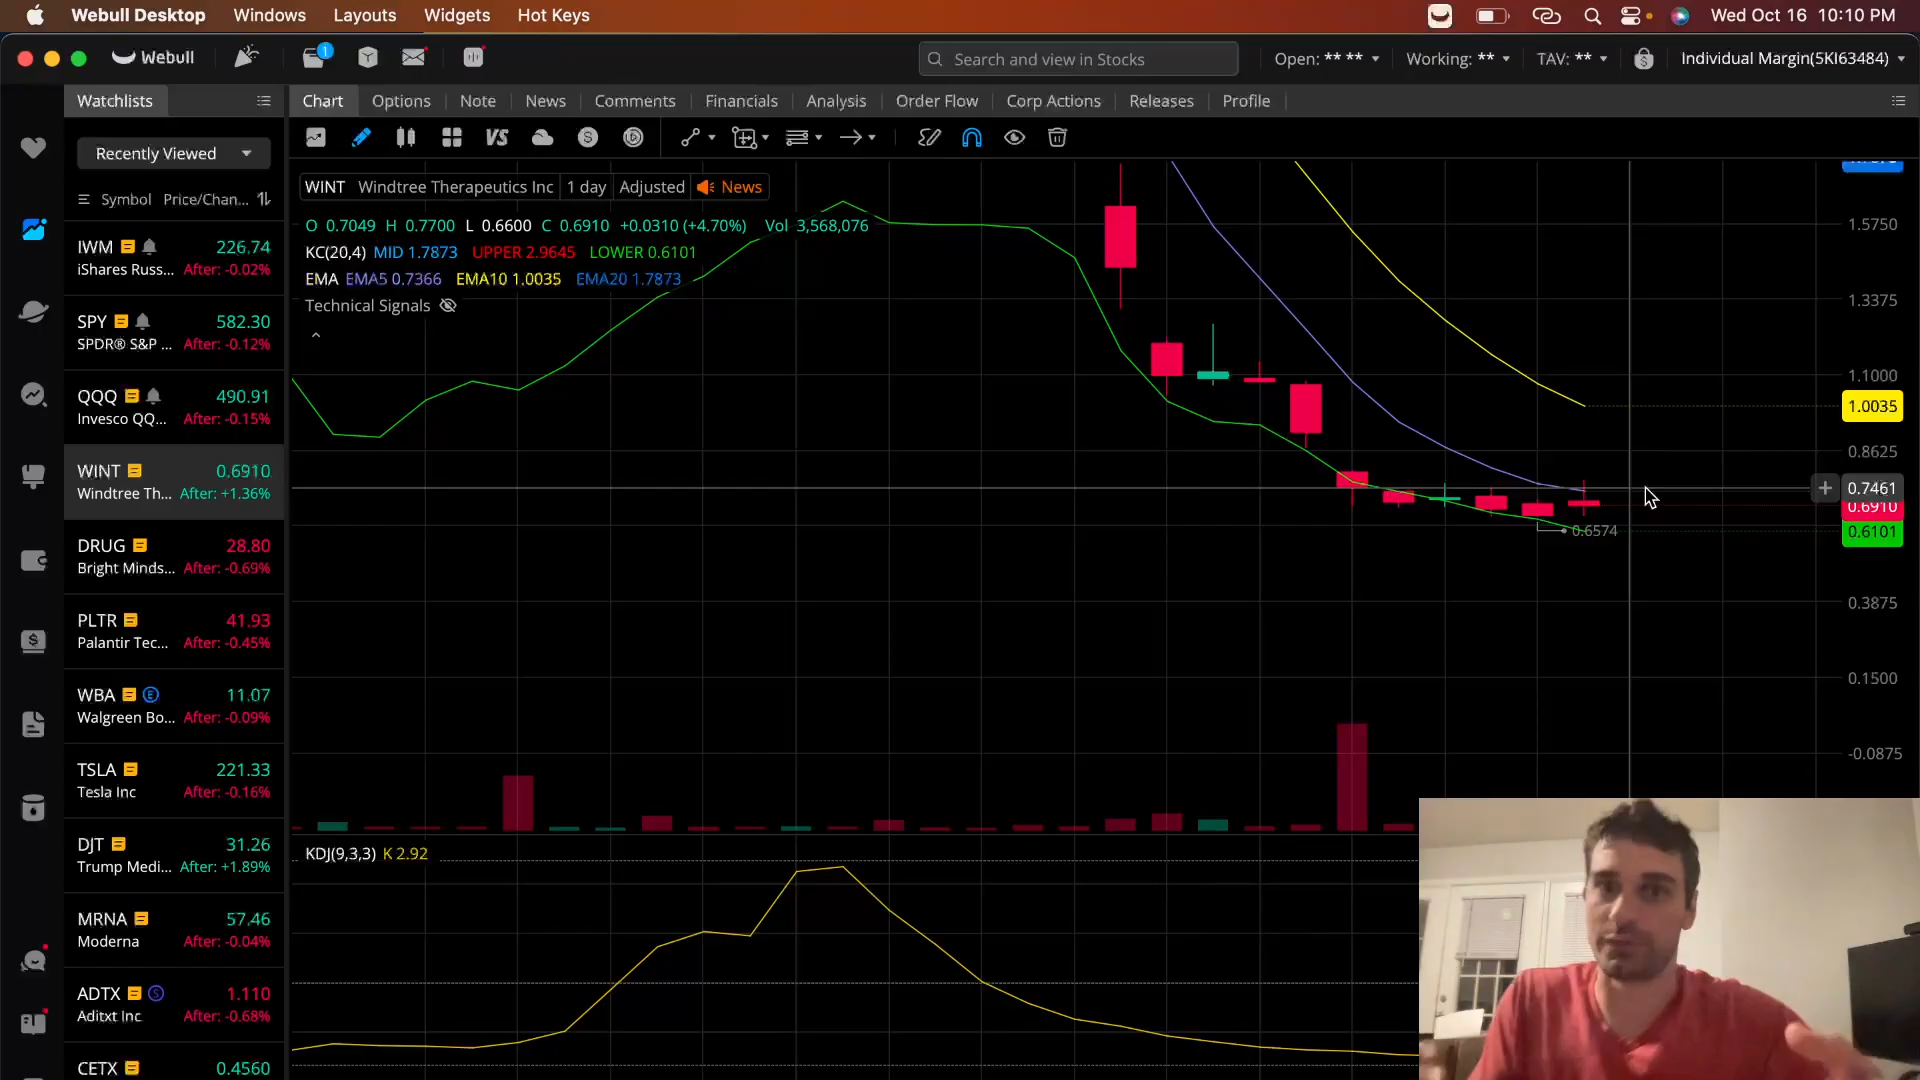 Webull Desktop Windows Layouts Widgets Hot Keys Wed Oct 16 10:10 PM
Webull 1 Search and view in Stocks Open: ** ** Working: ** TAV: ** Individual Margin(5KI63484)
Watchlists Chart Options Note News Comments Financials Analysis Order Flow Corp Actions Releases Profile
Recently Viewed
VS
Symbol Price/Chan...
IWM 226.74
iShares Russ... After: -0.02%
SPY 582.30
SPDR® S&P ... After: -0.12%
QQQ 490.91
Invesco QQ... After: -0.15%
WINT 0.6910
Windtree Th... After: +1.36%
DRUG 28.80
Bright Minds... After: -0.69%
PLTR 41.93
Palantir Tec... After: -0.45%
WBA E 11.07
Walgreen Bo... After: -0.09%
TSLA 221.33
Tesla Inc After: -0.16%
DJT 31.26
Trump Medi... After: +1.89%
MRNA 57.46
Moderna After: -0.04%
ADTX S 1.110
Aditxt Inc After: -0.68%
CETX 0.4560
WINT Windtree Therapeutics Inc 1 day Adjusted News
O 0.7049 H 0.7700 L 0.6600 C 0.6910 +0.0310 (+4.70%) Vol 3,568,076
KC(20,4) MID 1.7873 UPPER 2.9645 LOWER 0.6101
EMA EMA5 0.7366 EMA10 1.0035 EMA20 1.7873
Technical Signals
0.6574
KDJ(9,3,3) K 2.92
1.5750
1.3375
1.1000
1.0035
0.8625
0.7461
0.6910
0.6101
0.3875
0.1500
-0.0875